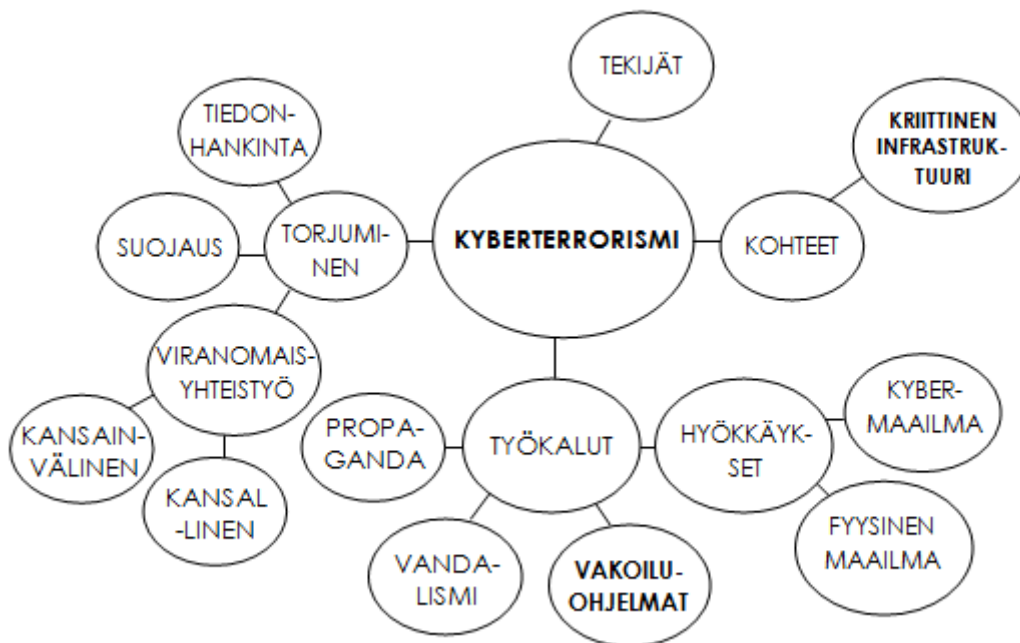 TEKIJÄT
TIEDON-
HANKINTA
KRIITTINEN
INFRASTRUK-
TUURI
SUOJAUS
TORJUMI-
NEN
KYBERTERRORISMI
KOHTEET
VIRANOMAIS-
YHTEISTYÖ
KANSAIN-
VÄLINEN
KANSAL
-LINEN
PROPA-
GANDA
TYÖKALUT
HYÖKKÄYK-
SET
KYBER-
MAAILMA
FYYSINEN
MAAILMA
VANDA-
LISMI
VAKOILU-
OHJELMAT